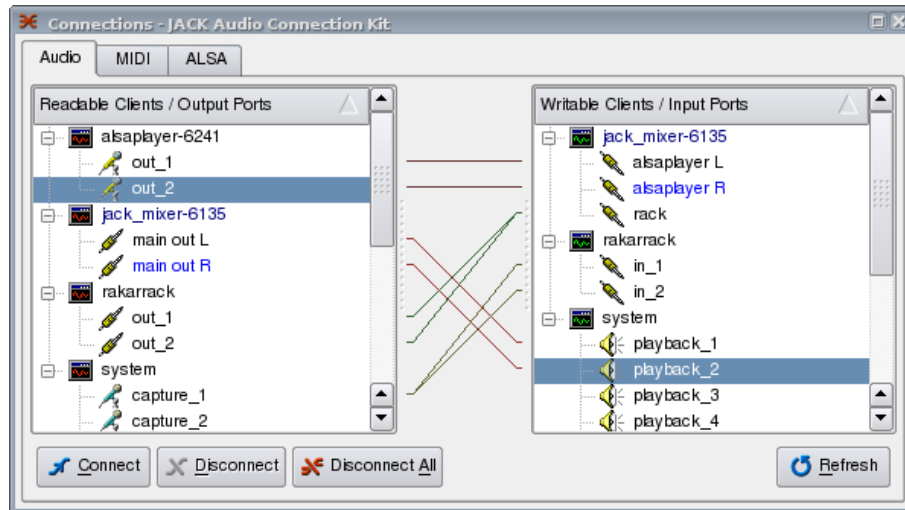 Connections - JACK Audio Connection Kit
Audio MIDI ALSA
Readable Clients / Output Ports
alsaplayer-6241
out_1
out_2
jack_mixer-6135
main out L
main out R
rakarrack
out_1
out_2
system
capture_1
capture_2
Writable Clients / Input Ports
jack_mixer-6135
alsaplayer L
alsaplayer R
rack
rakarrack
in_1
in_2
system
playback_1
playback_2
playback_3
playback_4
Connect Disconnect Disconnect All Refresh